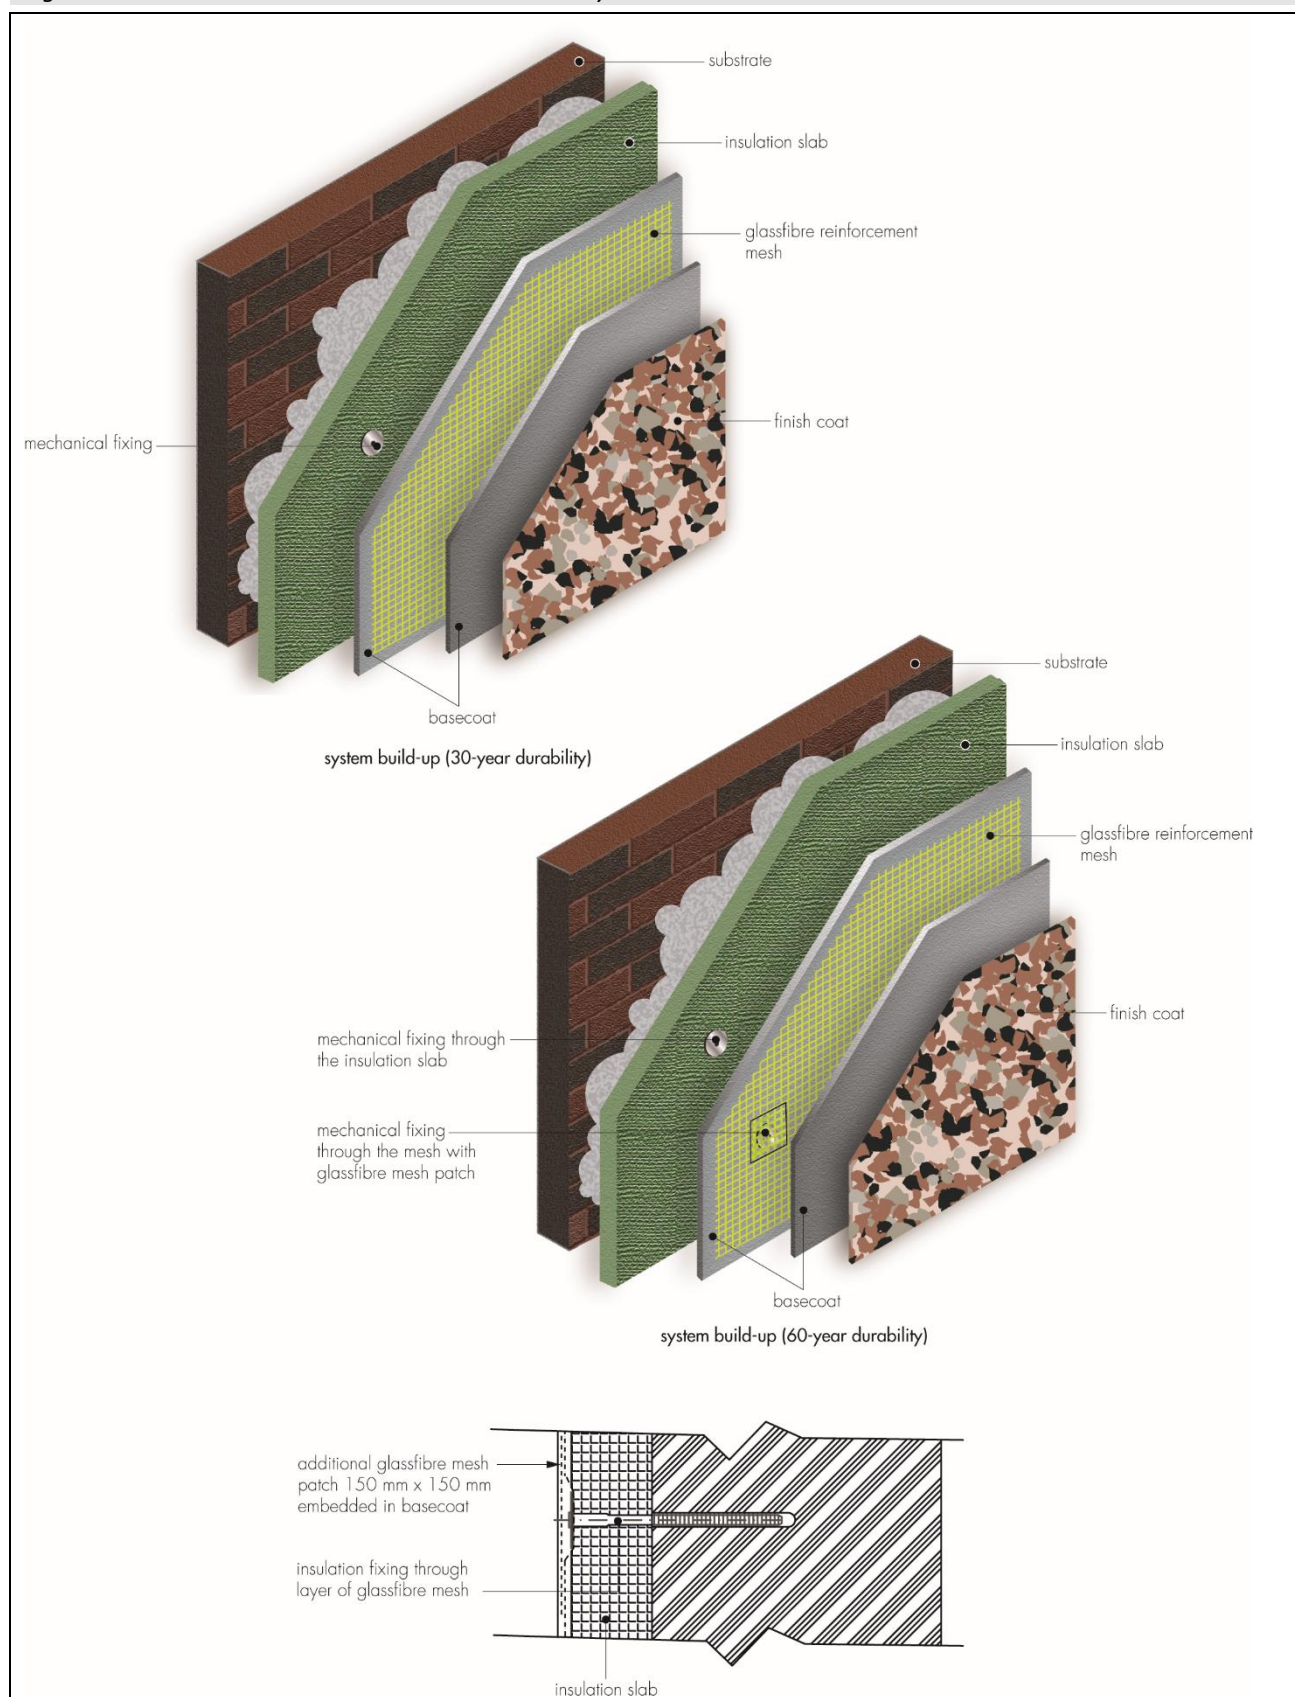 substrate
insulation slab
glassfibre reinforcement
mesh
finish coat
mechanical fixing
basecoat
system build-up (30-year durability)
substrate
insulation slab
glassfibre reinforcement
mesh
finish coat
mechanical fixing through
the insulation slab
mechanical fixing
through the mesh with
glassfibre mesh patch
basecoat
system build-up (60-year durability)
additional glassfibre mesh
patch 150 mm x 150 mm
embedded in basecoat
insulation fixing through
layer of glassfibre mesh
insulation slab